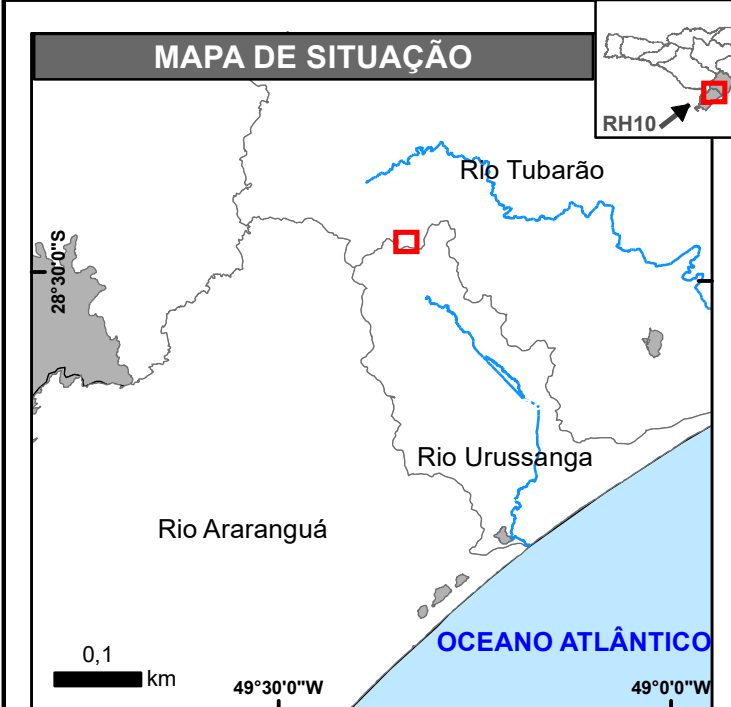 MAPA DE SITUAÇÃO
RH10
Rio Tubarão
28°30'0"S
Rio Urussanga
Rio Araranguá
OCEANO ATLÂNTICO
0,1
km
49°30'0"W
49°0'0"W